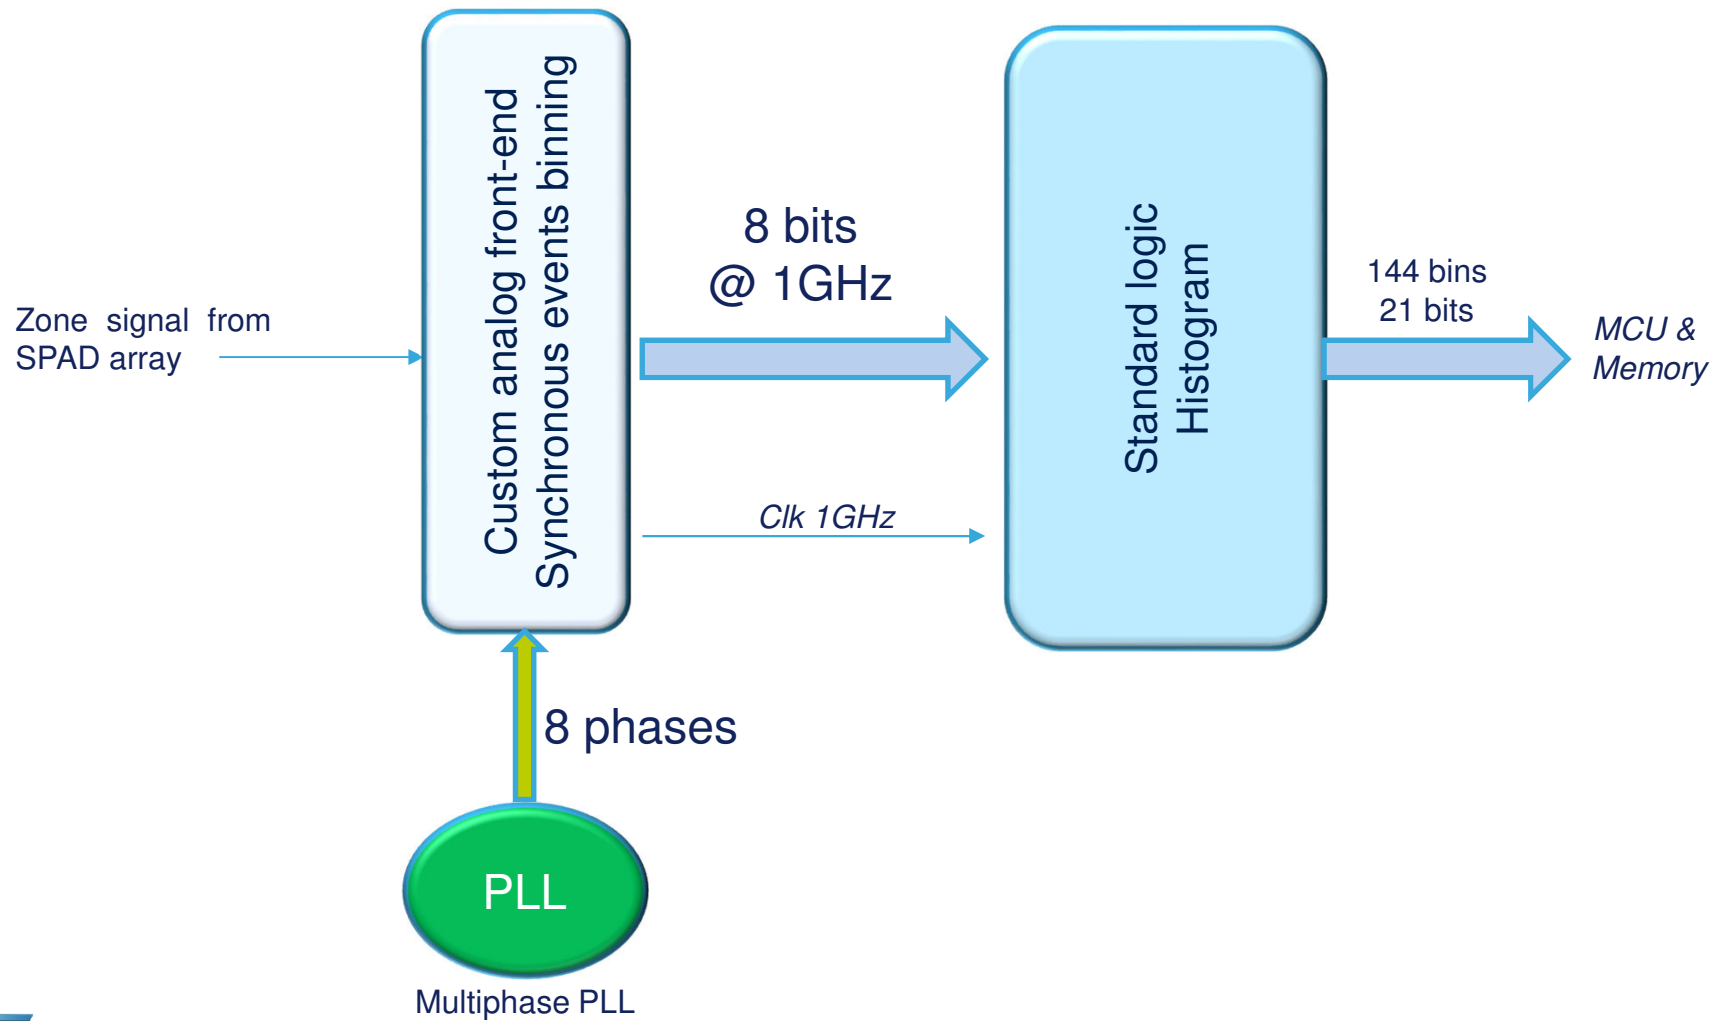 Zone signal from
SPAD array
Custom analog front-end
Synchronous events binning
8 bits
@ 1GHz
Clk 1GHz
Standard logic
Histogram
144 bins
21 bits
MCU &
Memory
8 phases
PLL
Multiphase PLL